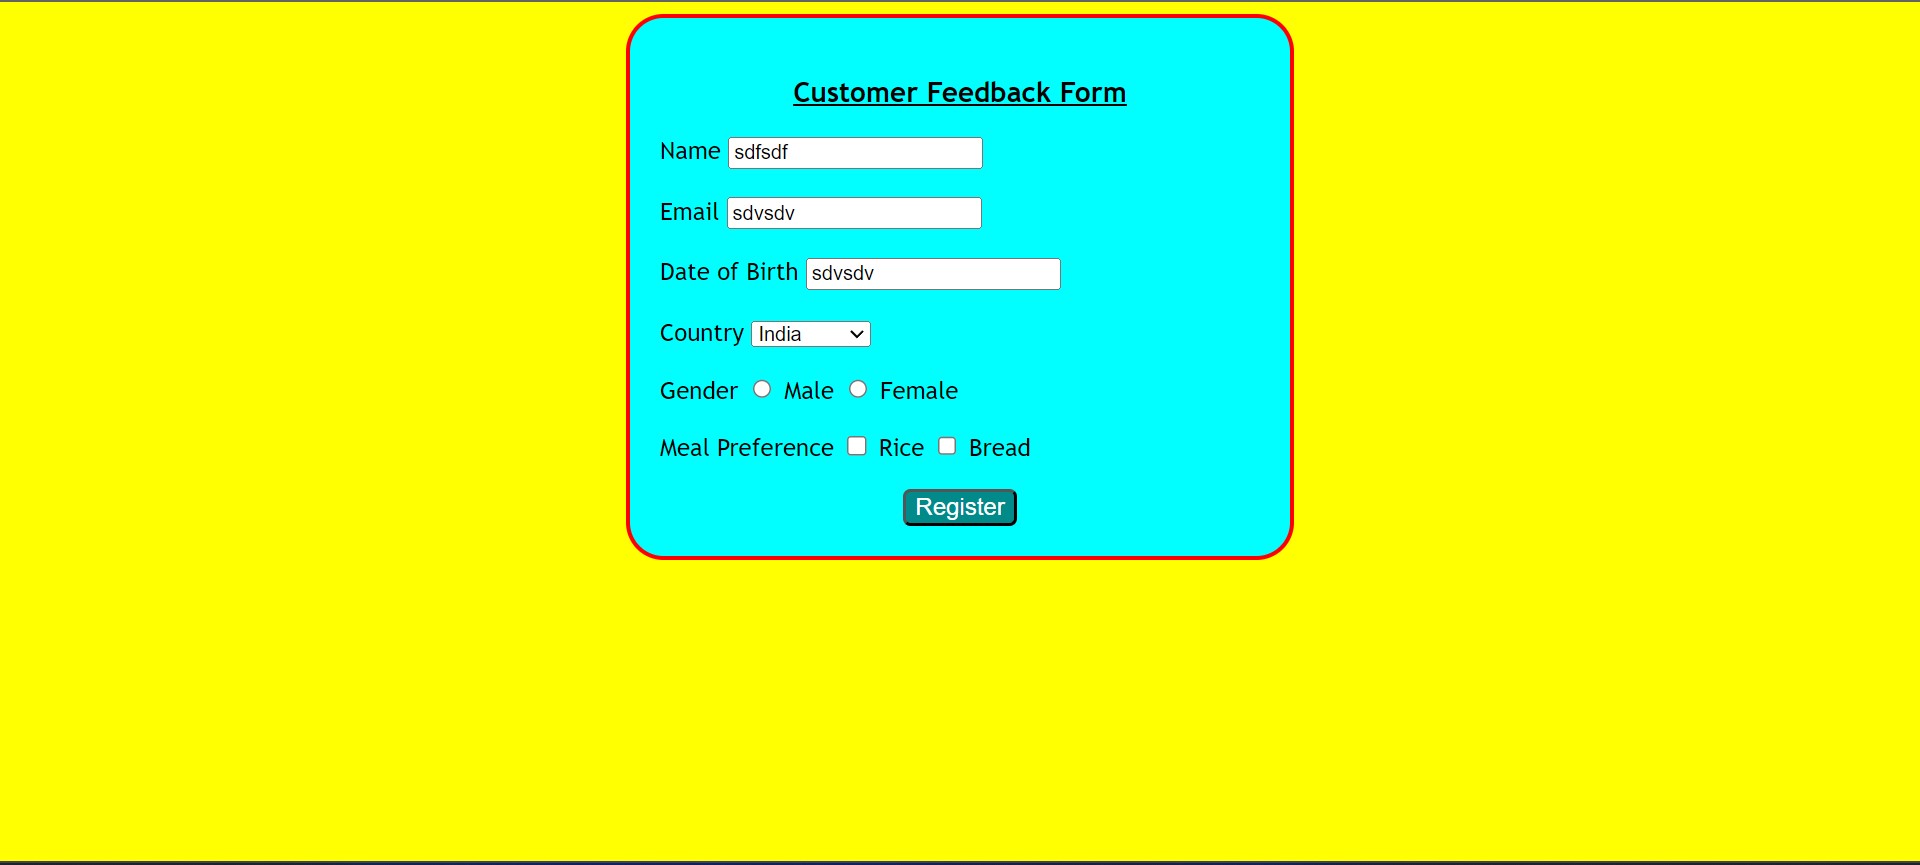 Customer Feedback Form
Name sdfsdf
Email sdvsdv
Date of Birth sdvsdv
Country India
Gender Male Female
Meal Preference Rice Bread
Register